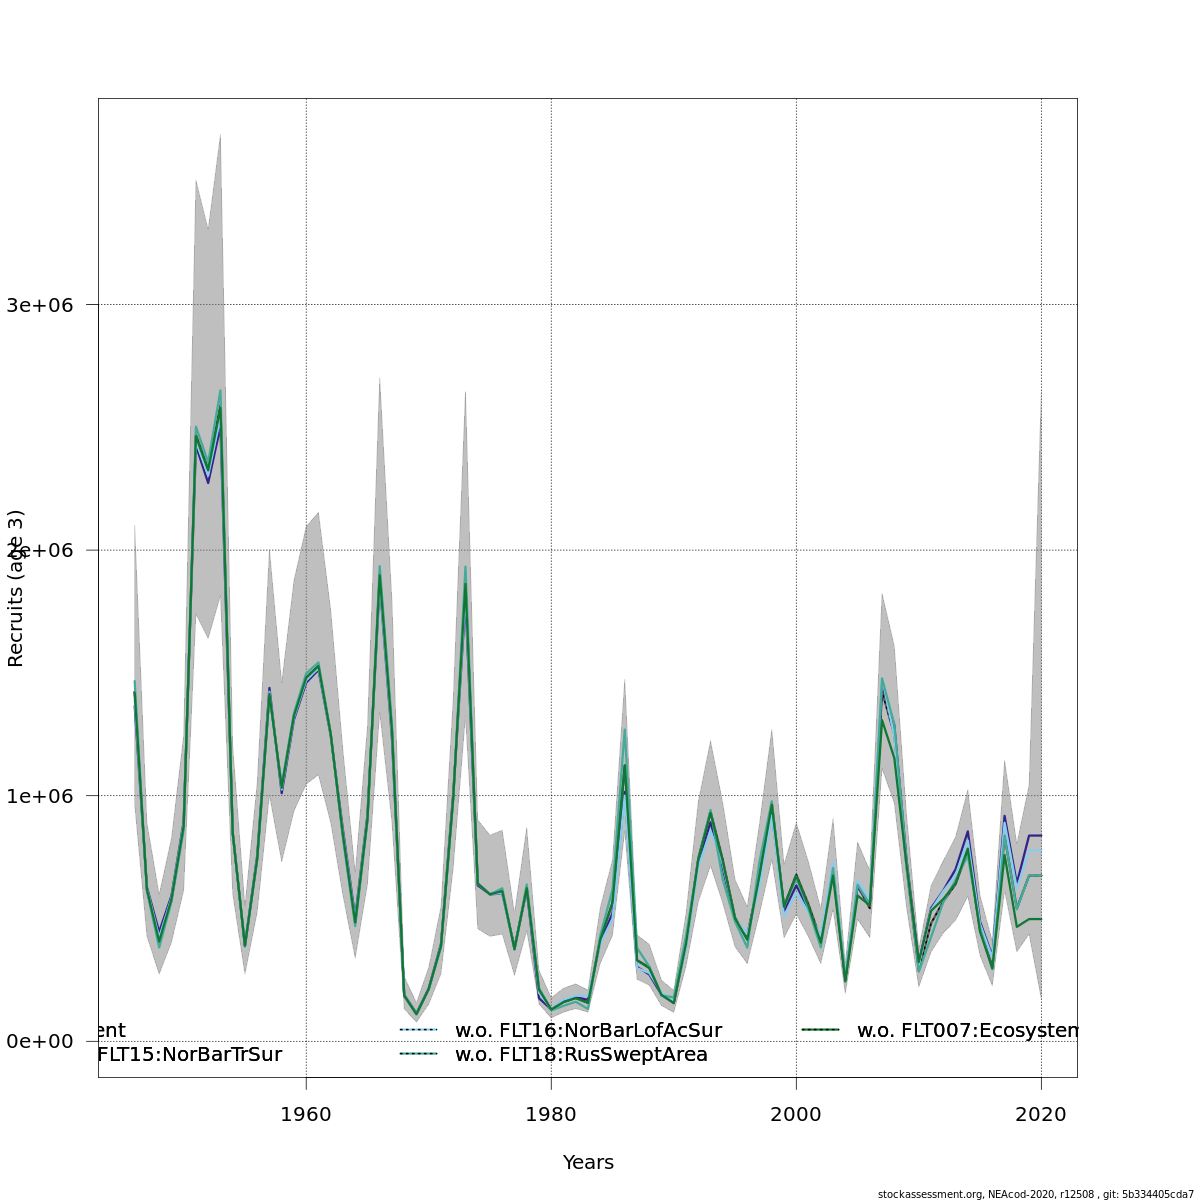 3e+06
2e+06
1e+06
0e+00
Recruits (age 3)
ent
FLT15:NorBarTrSur
w.o. FLT16:NorBarLofAcSur
w.o. FLT18:RusSweptArea
w.o. FLT007:Ecosystem
1960
1980
2000
2020
Years
stockassessment.org, NEAcod-2020, r12508 , git: 5b334405cda7